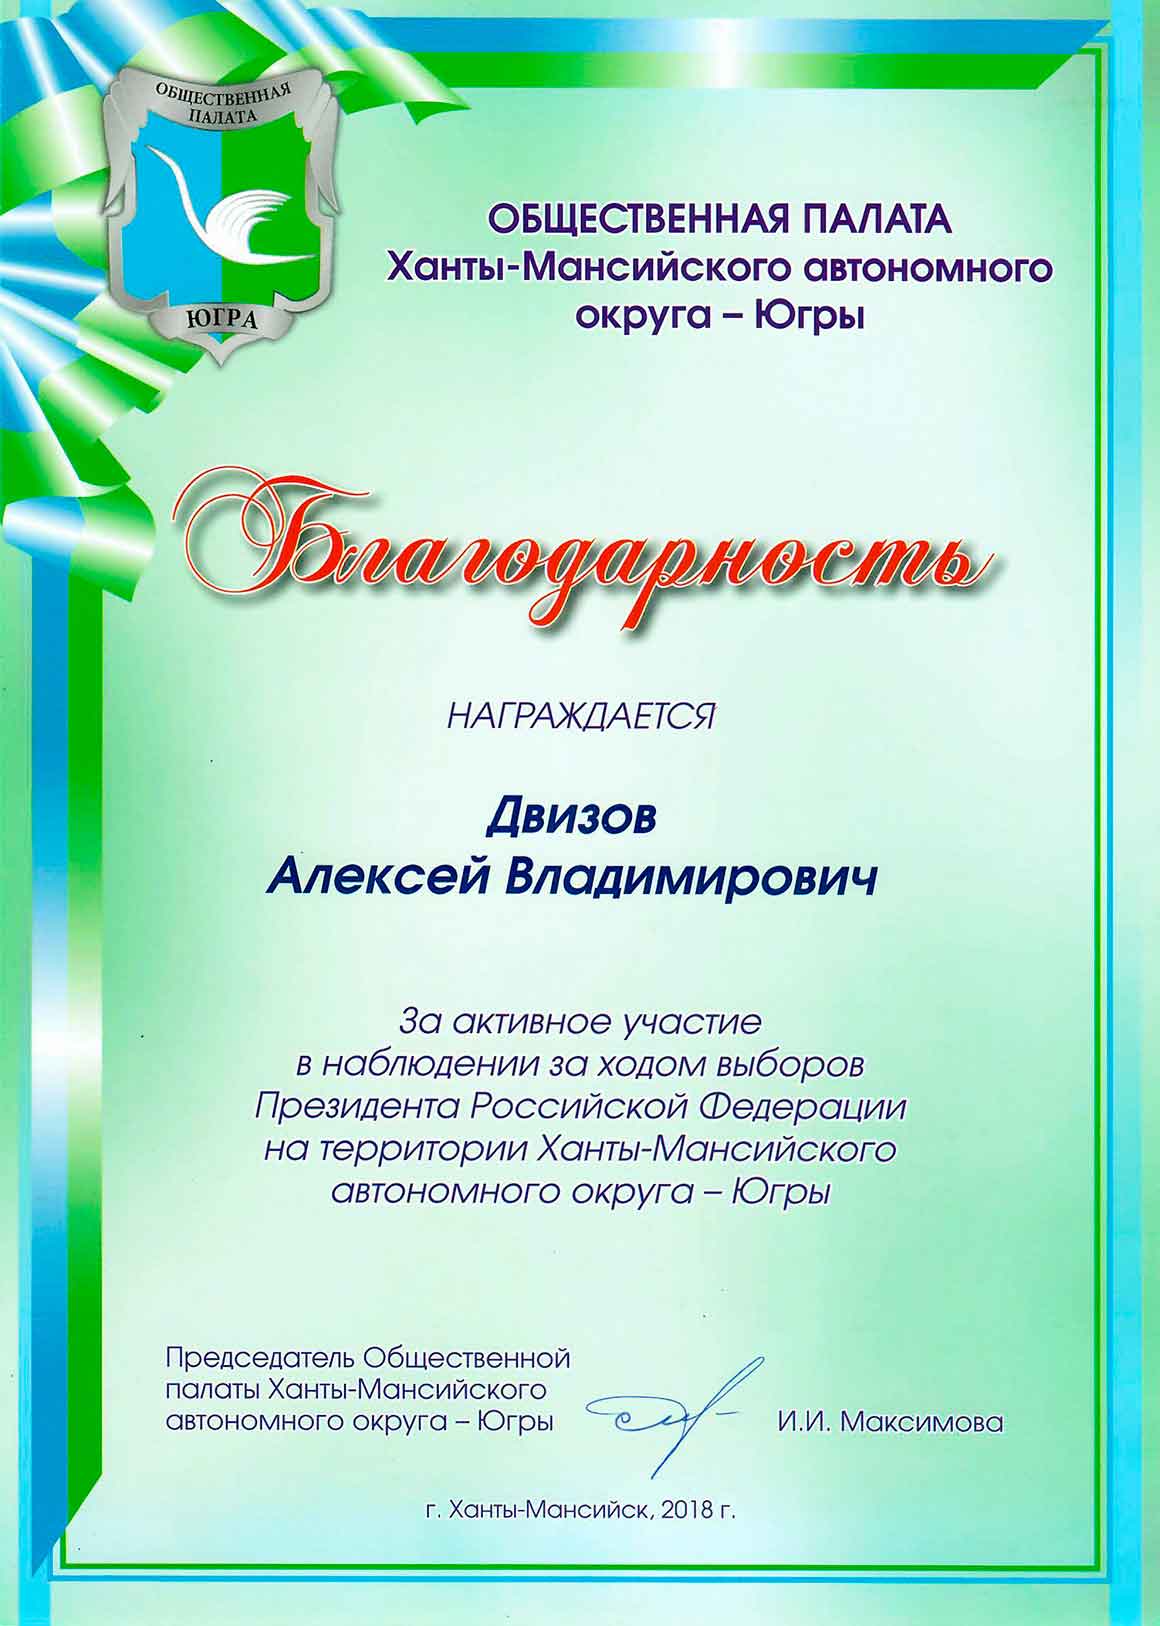 ОБЩЕСТВЕННАЯ
ПАЛАТА
ЮГРА
ОБЩЕСТВЕННАЯ ПАЛАТА
Ханты-Мансийского автономного
округа – Югры
Благодарность
НАГРАЖДАЕТСЯ
Двизов
Алексей Владимирович
За активное участие
в наблюдении за ходом выборов
Президента Российской Федерации
на территории Ханты-Мансийского
автономного округа – Югры
Председатель Общественной
палаты Ханты-Мансийского
автономного округа – Югры
И.И. Максимова
г. Ханты-Мансийск, 2018 г.